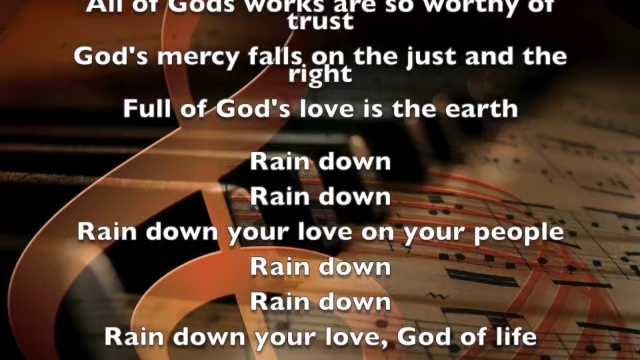 All of Gods works are so worthy of
trust
God's mercy falls on the just and the
right
Full of God's love is the earth
Rain down
Rain down
Rain down your love on your people
Rain down
Rain down
Rain down your love, God of life